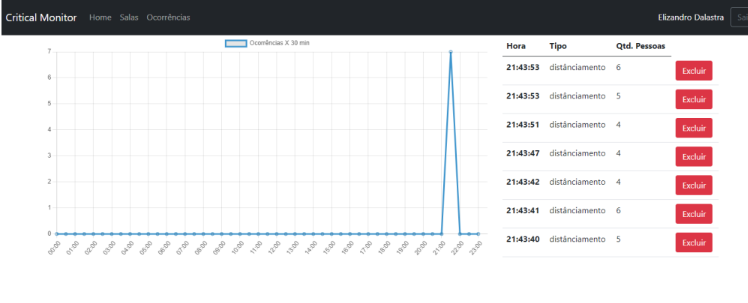 Critical Monitor Home Salas Ocorrências Elizandro Dalastra
Ocorrências X 30 min
7
6
5
4
3
2
1
0
00:00 01:00 02:00 03:00 04:00 05:00 06:00 07:00 08:00 09:00 10:00 11:00 12:00 13:00 14:00 15:00 16:00 17:00 18:00 19:00 20:00 21:00 22:00 23:00
Hora Tipo Qtd. Pessoas
21:43:53 distânciamento 6 Excluir
21:43:53 distânciamento 5 Excluir
21:43:51 distânciamento 4 Excluir
21:43:47 distânciamento 4 Excluir
21:43:42 distânciamento 4 Excluir
21:43:41 distânciamento 6 Excluir
21:43:40 distânciamento 5 Excluir